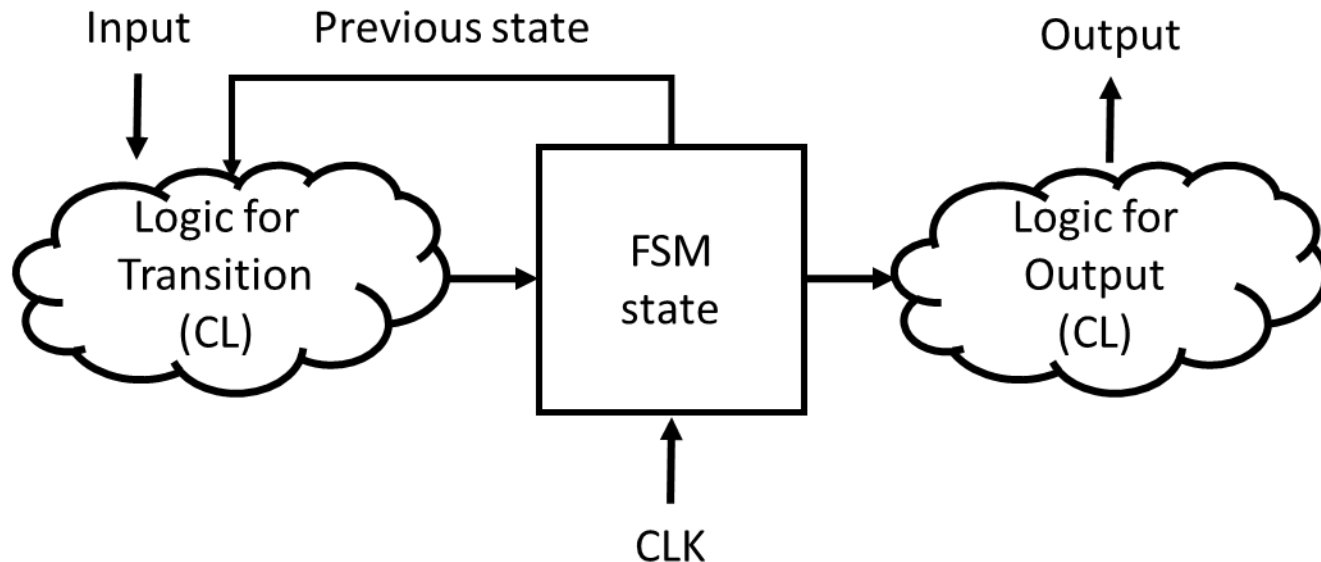 Input
Previous state
Output
Logic for
Transition
(CL)
FSM
state
Logic for
Output
(CL)
CLK